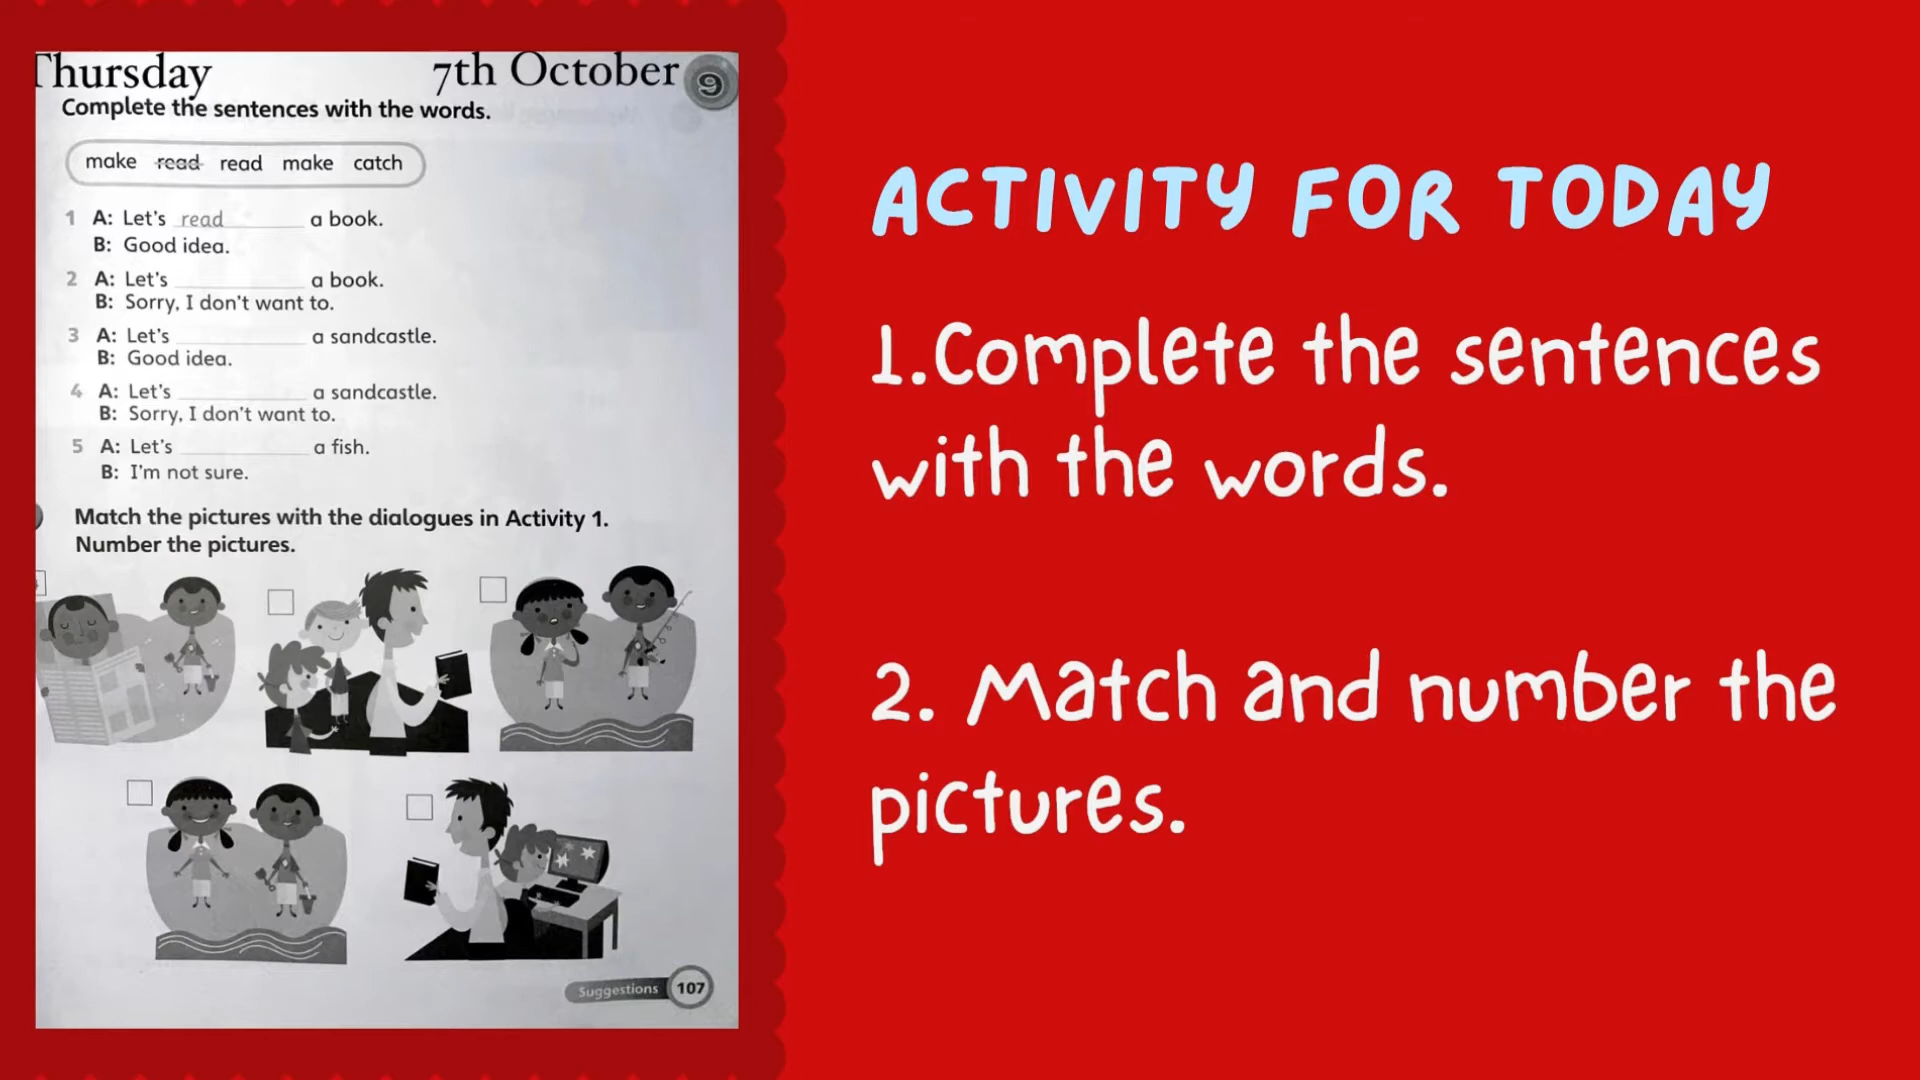 Thursday 7th October 9
Complete the sentences with the words.
make read read make catch
1 A: Let's read a book.
B: Good idea.
2 A: Let's a book.
B: Sorry, I don't want to.
3 A: Let's a sandcastle.
B: Good idea.
4 A: Let's a sandcastle.
B: Sorry, I don't want to.
5 A: Let's a fish.
B: I'm not sure.
Match the pictures with the dialogues in Activity 1.
Number the pictures.
Suggestions 107
ACTIVITY FOR TODAY
1.Complete the sentences
with the words.
2. Match and number the
pictures.